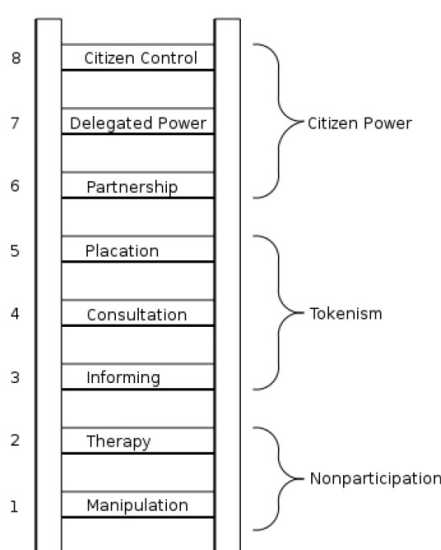 8 Citizen Control
7 Delegated Power
Citizen Power
6 Partnership
5 Placation
4 Consultation
Tokenism
3 Informing
2 Therapy
Nonparticipation
1 Manipulation